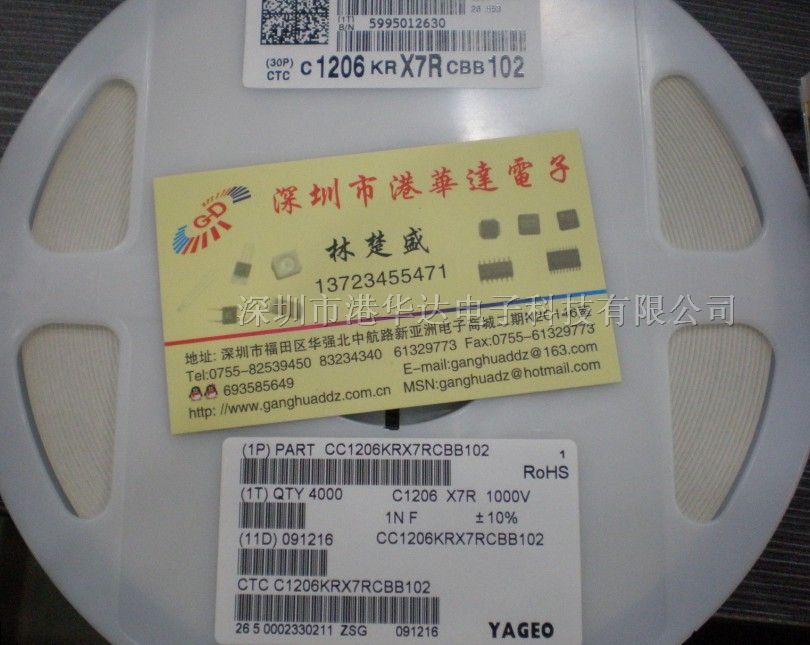 (1T)
S/N
5995012630
(30P)
CTC C1206KRX7RCBB102
GD
深圳市港華達電子
林楚盛
13723455471
深圳市港华达电子科技有限公司
地址: 深圳市福田区华强北中航路新亚洲电子商城二期
Tel:0755-82539450 83234340 61329773 Fax:0755-61329773
693585649 E-mail:ganghuaddz@163.com
http: //www.ganghuaddz.com.cn MSN:ganghuaddz@hotmail.com
(1P) PART CC1206KRX7RCBB102 1
RoHS
(1T) QTY 4000 C1206 X7R 1000V
1N F ±10%
(11D) 091216 CC1206KRX7RCBB102
CTC C1206KRX7RCBB102
26 5 0002330211 ZSG 091216 YAGEO